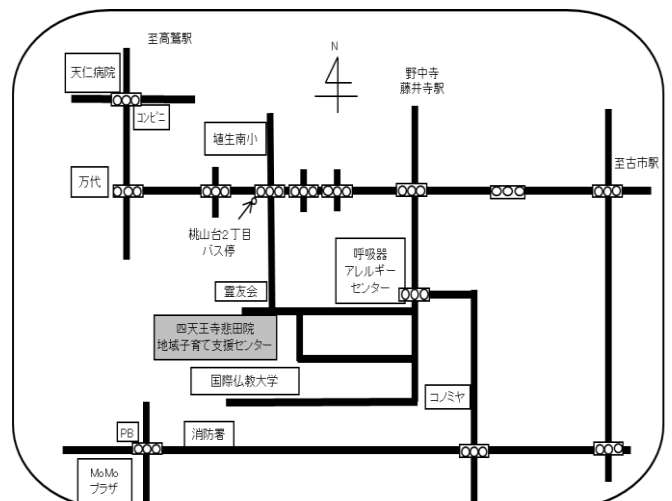 至高鷲駅
N
天仁病院
野中寺
藤井寺駅
コンビニ
埴生南小
至古市駅
万代
桃山台2丁目
バス停
呼吸器
アレルギー
センター
霊友会
四天王寺悲田院
地域子育て支援センター
国際仏教大学
コノミヤ
PB
消防署
MoMo
プラザ